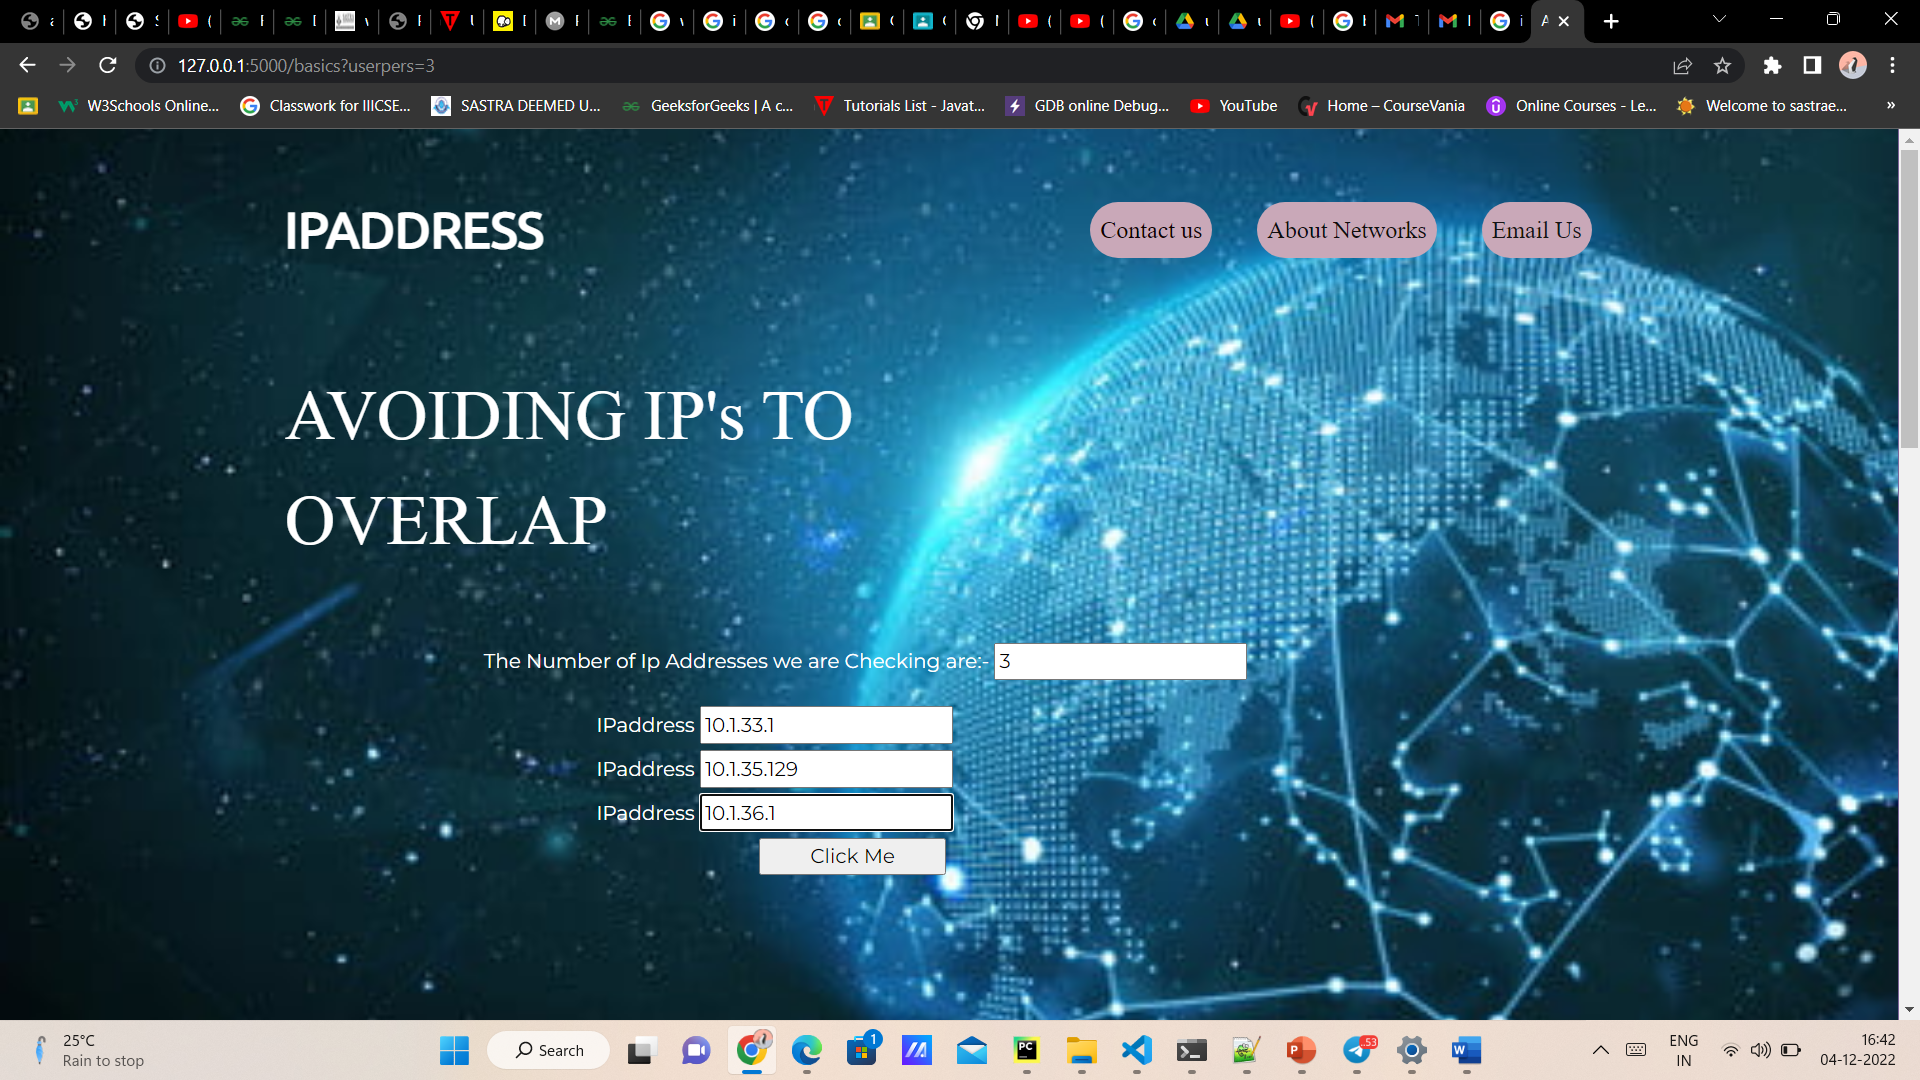 127.0.0.1:5000/basics?userpers=3
W3Schools Online...
Classwork for IIICSE...
SASTRA DEEMED U...
GeeksforGeeks | A c...
Tutorials List - Javat...
GDB online Debug...
YouTube
Home – CourseVania
Online Courses - Le...
Welcome to sastrae...
»
IPADDRESS
Contact us
About Networks
Email Us
AVOIDING IP's TO
OVERLAP
The Number of Ip Addresses we are Checking are:- 3
IPaddress 10.1.33.1
IPaddress 10.1.35.129
IPaddress 10.1.36.1
Click Me
25°C
Rain to stop
Search
1
PC
53
P
W
ENG
IN
16:42
04-12-2022